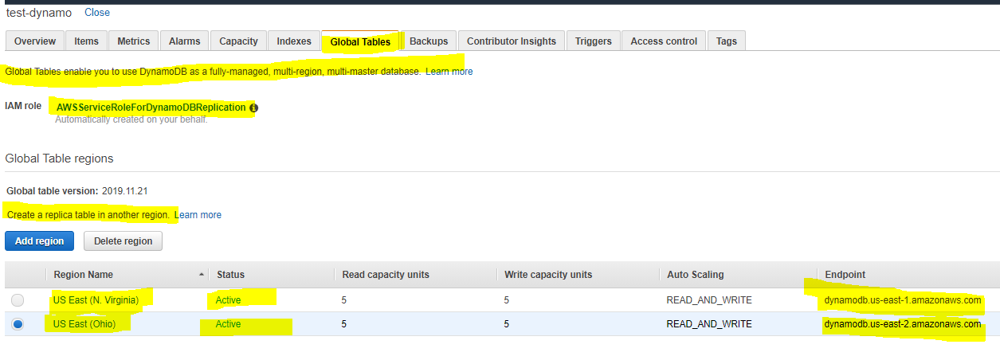 test-dynamo Close
Overview Items Metrics Alarms Capacity Indexes Global Tables Backups Contributor Insights Triggers Access control Tags
Global Tables enable you to use DynamoDB as a fully-managed, multi-region, multi-master database. Learn more
IAM role AWSServiceRoleForDynamoDBReplication
Automatically created on your behalf.
Global Table regions
Global table version: 2019.11.21
Create a replica table in another region. Learn more
Add region Delete region
Region Name Status Read capacity units Write capacity units Auto Scaling Endpoint
US East (N. Virginia) Active 5 5 READ_AND_WRITE dynamodb.us-east-1.amazonaws.com
US East (Ohio) Active 5 5 READ_AND_WRITE dynamodb.us-east-2.amazonaws.com